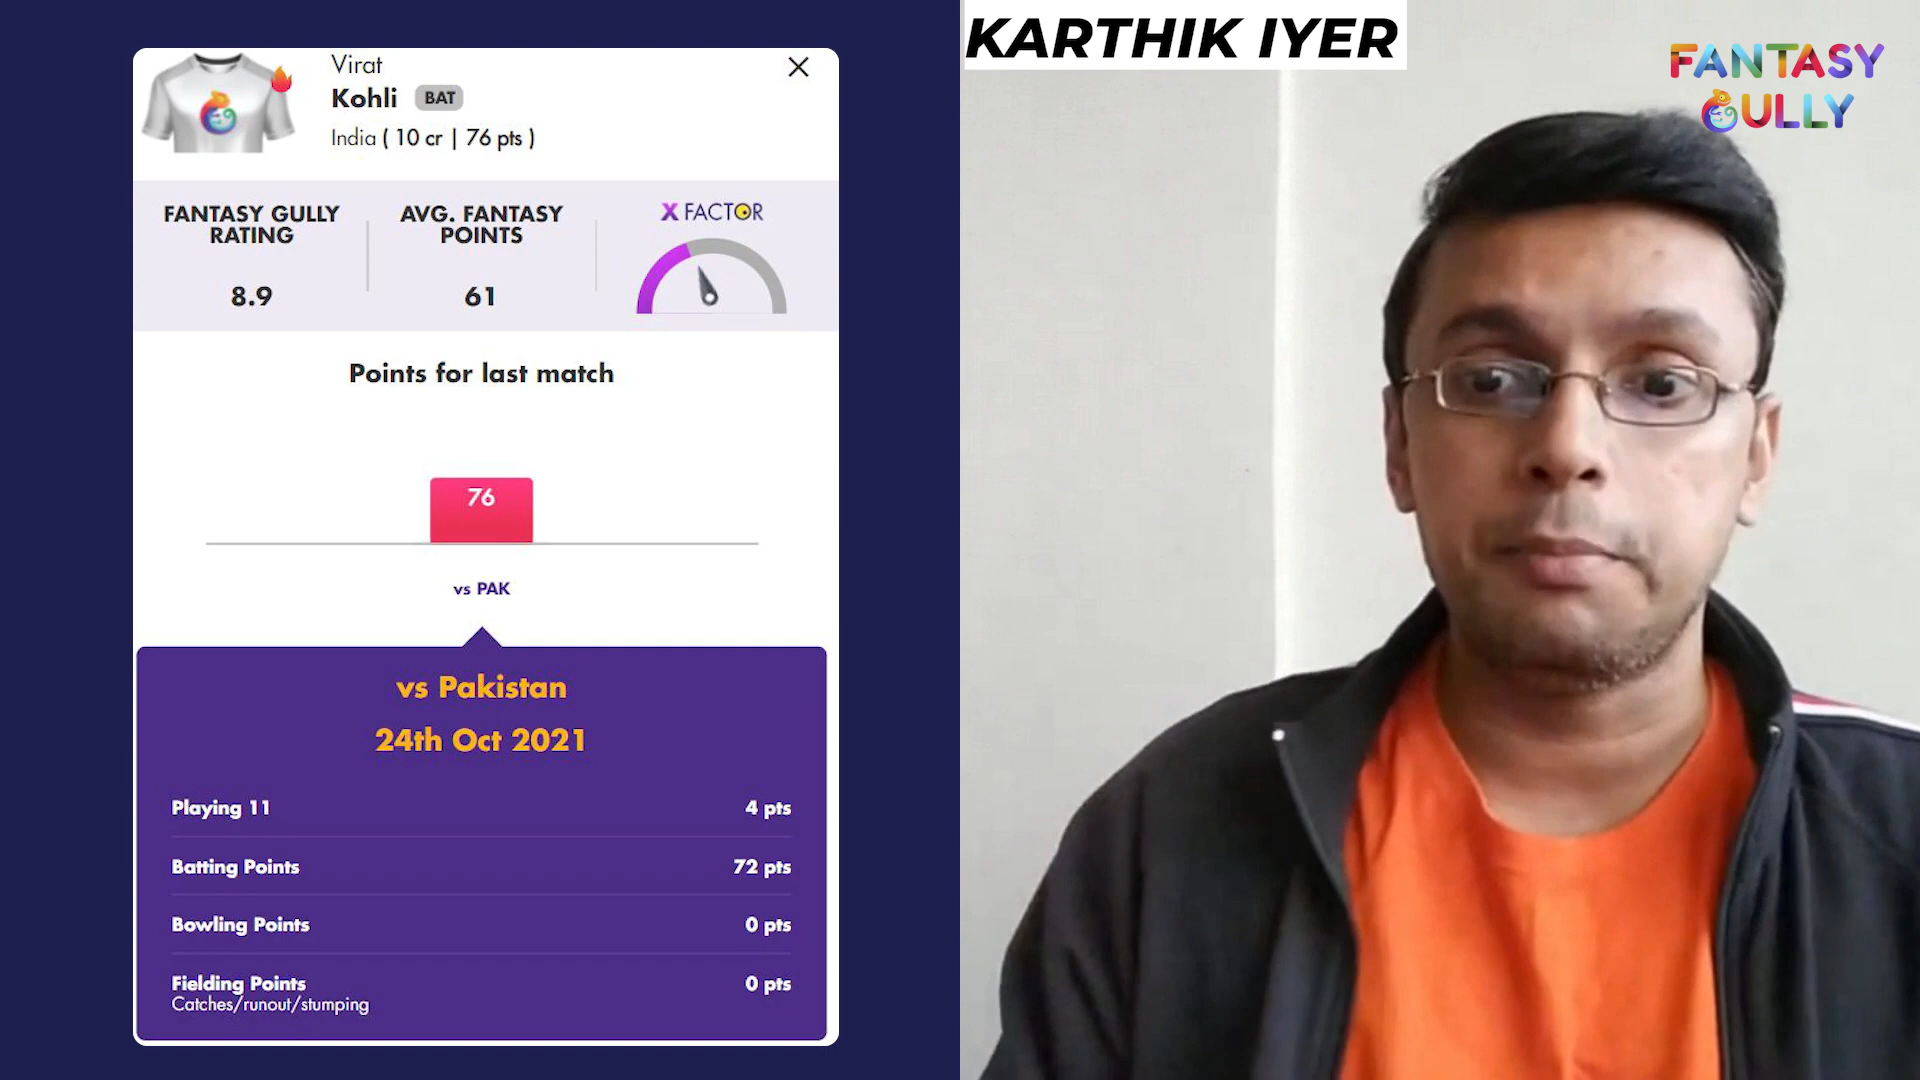 Virat
Kohli BAT
India ( 10 cr | 76 pts )
FANTASY GULLY
RATING
8.9
AVG. FANTASY
POINTS
61
X FACTOR
Points for last match
76
vs PAK
vs Pakistan
24th Oct 2021
Playing 11 4 pts
Batting Points 72 pts
Bowling Points 0 pts
Fielding Points 0 pts
Catches/runout/stumping
KARTHIK IYER
FANTASY
GULLY